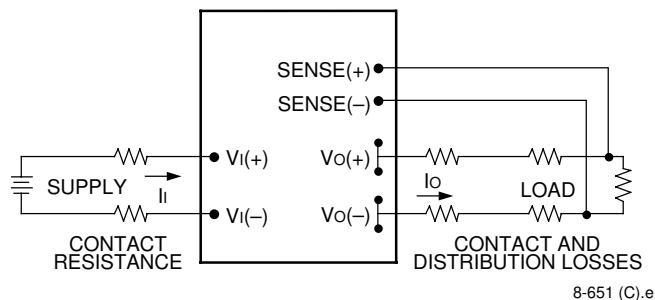 SENSE(+)
SENSE(–)
VI(+)
VO(+)
SUPPLY
II
IO
LOAD
VI(–)
VO(–)
CONTACT
RESISTANCE
CONTACT AND
DISTRIBUTION LOSSES
8-651 (C).e